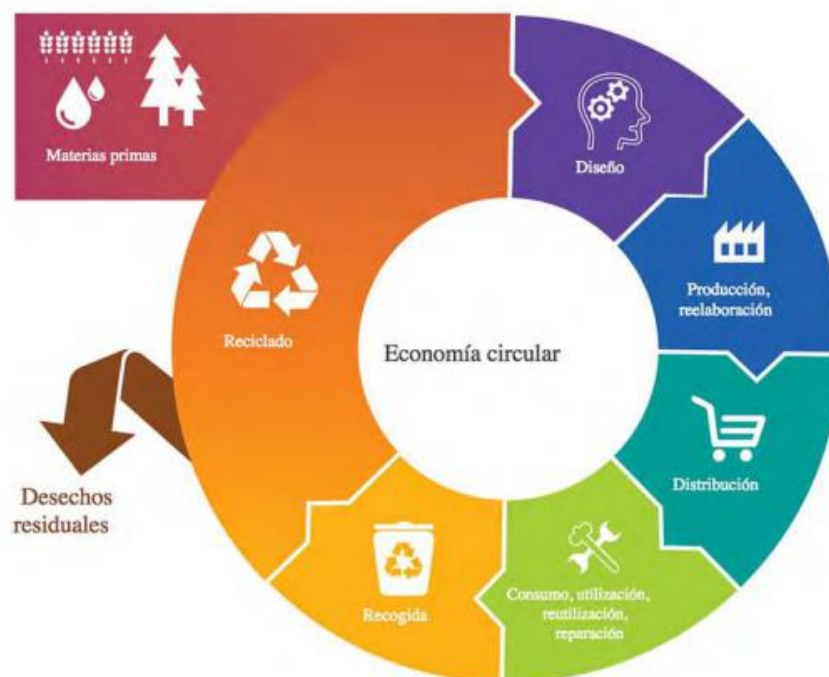 Materias primas
Diseño
Producción,
reelaboración
Reciclado
Economía circular
Distribución
Desechos
residuales
Consumo, utilización,
reutilización,
reparación
Recogida